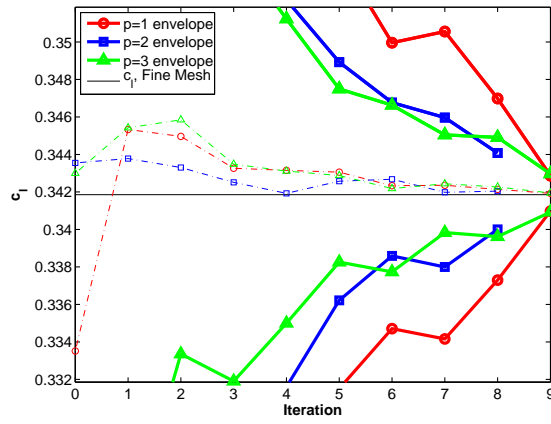 p=1 envelope
p=2 envelope
p=3 envelope
c_l, Fine Mesh
0.35
0.348
0.346
0.344
0.342
0.34
0.338
0.336
0.334
0.332
c_l
0 1 2 3 4 5 6 7 8 9
Iteration